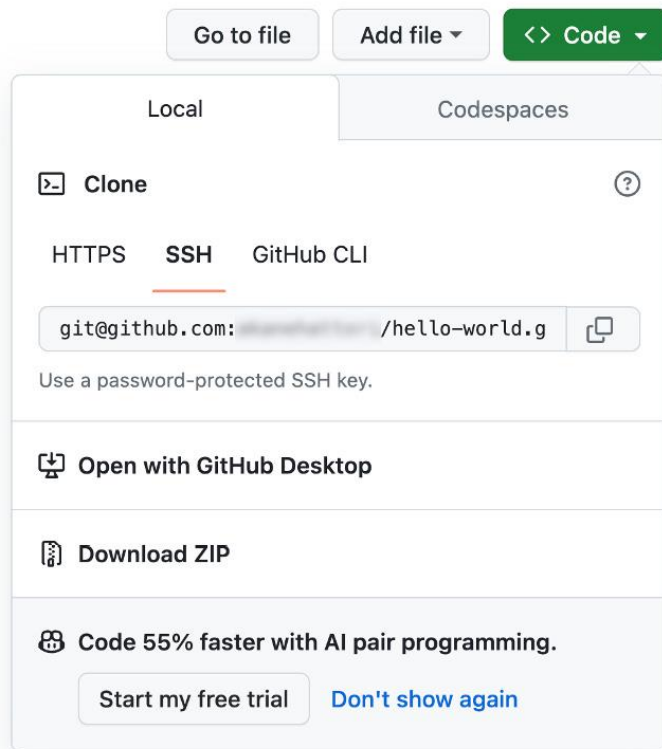 Go to file Add file <> Code
Local Codespaces
Clone
HTTPS SSH GitHub CLI
git@github.com: /hello-world.g
Use a password-protected SSH key.
Open with GitHub Desktop
Download ZIP
Code 55% faster with AI pair programming.
Start my free trial Don't show again